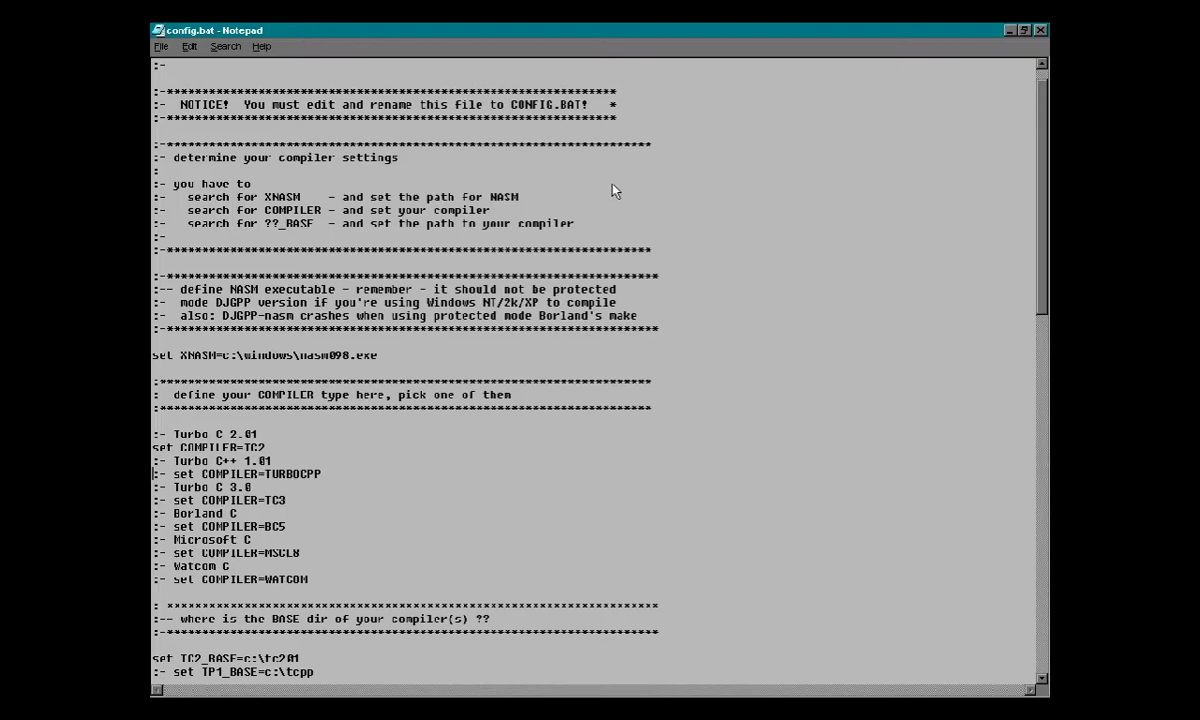 config.bat - Notepad
File Edit Search Help
:-
:-*****************************************************************
:-  NOTICE!  You must edit and rename this file to CONFIG.BAT!   *
:-*****************************************************************
:-**********************************************************************
:- determine your compiler settings
:
:- you have to
:-   search for XNASM    - and set the path for NASM
:-   search for COMPILER - and set your compiler
:-   search for ??_BASE  - and set the path to your compiler
:-
:-**********************************************************************
:-***********************************************************************
:-- define NASM executable - remember - it should not be protected
:-  mode DJGPP version if you're using Windows NT/2k/XP to compile
:-  also: DJGPP-nasm crashes when using protected mode Borland's make
:-***********************************************************************
set XNASM=c:\windows\nasm098.exe
:**********************************************************************
:  define your COMPILER type here, pick one of them
:**********************************************************************
:- Turbo C 2.01
set COMPILER=TC2
:- Turbo C++ 1.01
:- set COMPILER=TURBOCPP
:- Turbo C 3.0
:- set COMPILER=TC3
:- Borland C
:- set COMPILER=BC5
:- Microsoft C
:- set COMPILER=MSCL8
:- Watcom C
:- set COMPILER=WATCOM
: **********************************************************************
:-- where is the BASE dir of your compiler(s) ??
:-***********************************************************************
set TC2_BASE=c:\tc201
:- set TP1_BASE=c:\tcpp